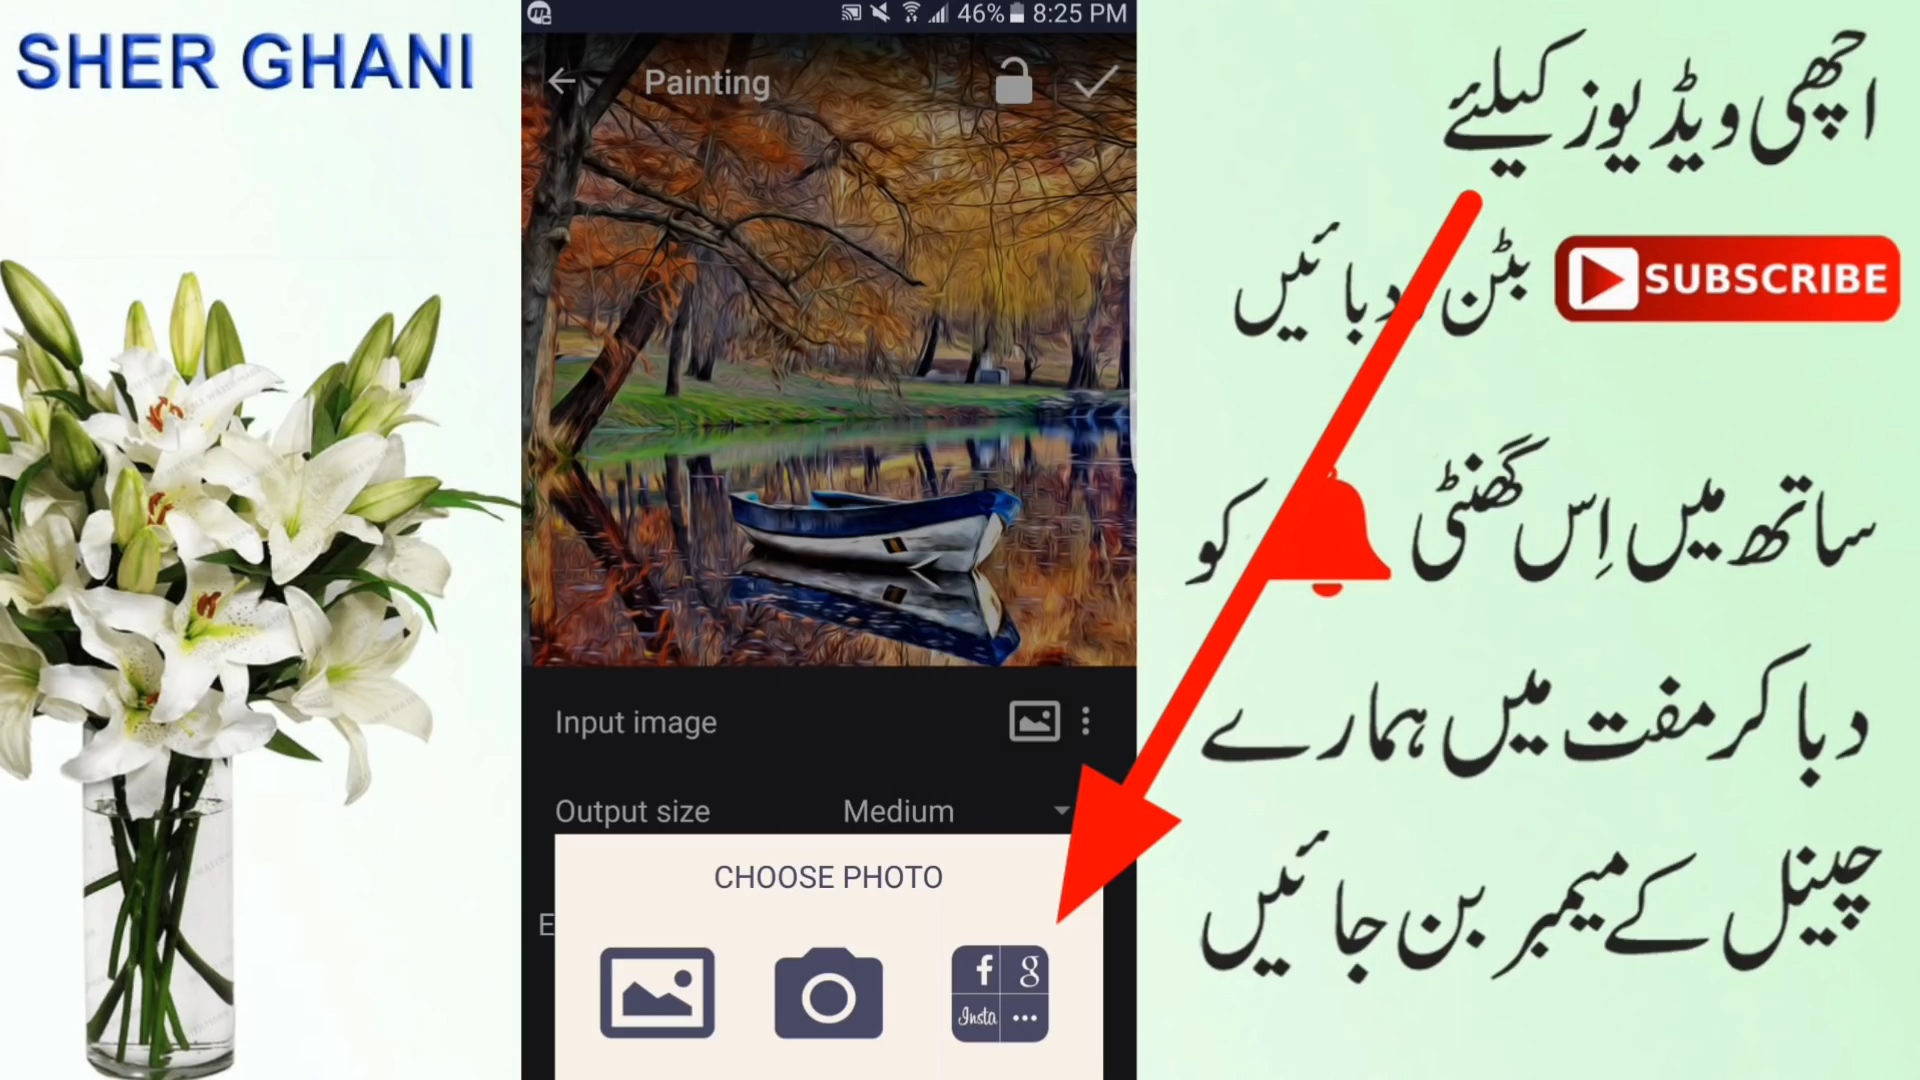 SHER GHANI
46% 8:25 PM
Painting
Input image
Output size Medium
CHOOSE PHOTO
E
f g
Insta
اچھی ویڈیوز کیلئے
SUBSCRIBE بٹن دبائیں
ساتھ میں اِس گھنٹی کو
دبا کر مفت میں ہمارے
چینل کے میمبر بن جائیں